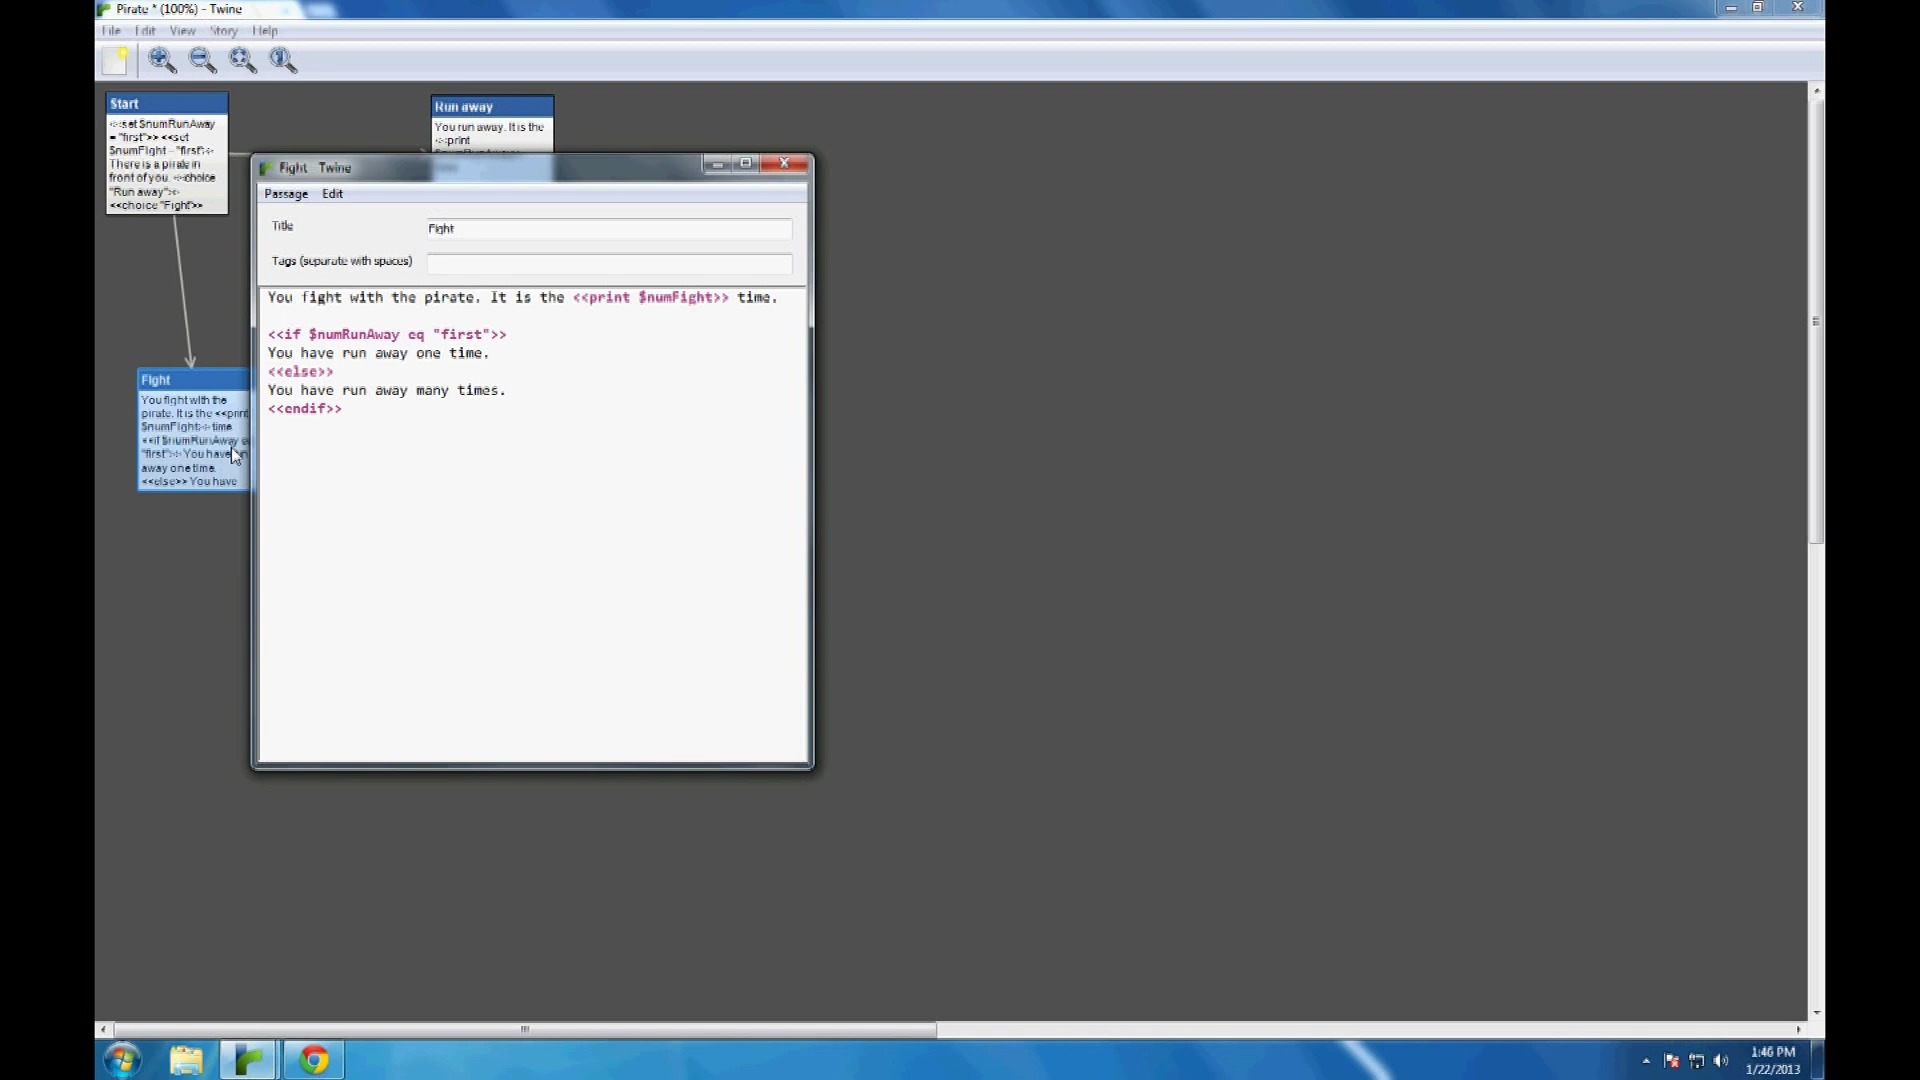 Pirate * (100%) - Twine
File Edit View Story Help
Start
<<set $numRunAway
= "first">> <<set
$numFight = "first">>
There is a pirate in
front of you. <<choice
"Run away">>
<<choice "Fight">>
Run away
You run away. It is the
<<print
Fight Twine
Passage Edit
Title
Fight
Tags (separate with spaces)
You fight with the pirate. It is the <<print $numFight>> time.
<<if $numRunAway eq "first">>
You have run away one time.
<<else>>
You have run away many times.
<<endif>>
Fight
You fight with the
pirate. It is the <<print
$numFight>> time
<<if $numRunAway e
"first">> You have
away one time.
<<else>> You have
1:46 PM
1/22/2013